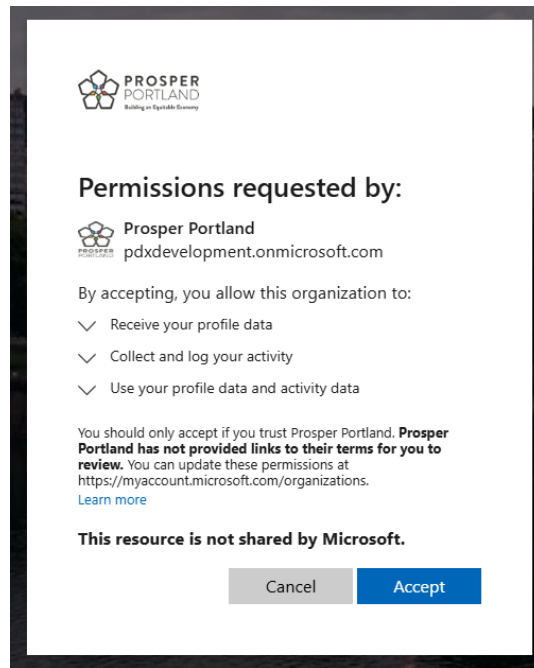 PROSPER
PORTLAND
Building an Equitable Economy
Permissions requested by:
PROSPER
PORTLAND
Prosper Portland
pdxdevelopment.onmicrosoft.com
By accepting, you allow this organization to:
Receive your profile data
Collect and log your activity
Use your profile data and activity data
You should only accept if you trust Prosper Portland. Prosper
Portland has not provided links to their terms for you to
review. You can update these permissions at
https://myaccount.microsoft.com/organizations.
Learn more
This resource is not shared by Microsoft.
Cancel
Accept